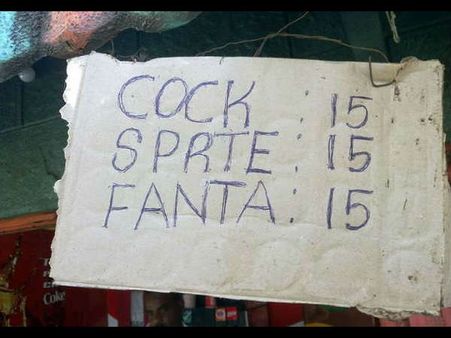 COCK : 15
SPRTE : 15
FANTA : 15
Coke